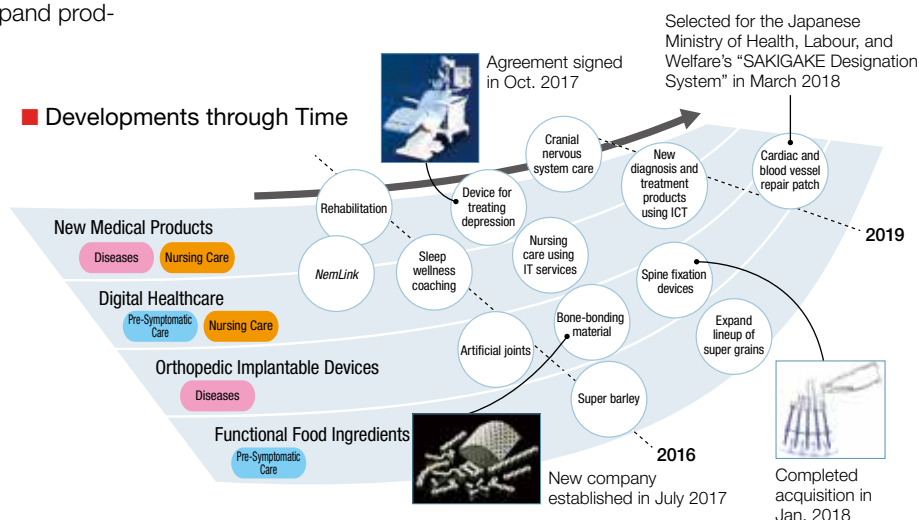 pand prod-
Selected for the Japanese
Ministry of Health, Labour, and
Welfare's “SAKIGAKE Designation
System” in March 2018
Agreement signed
in Oct. 2017
■ Developments through Time
Cranial
nervous
system care
New
diagnosis and
treatment
products
using ICT
Cardiac and
blood vessel
repair patch
Rehabilitation
Device for
treating
depression
New Medical Products
Diseases
Nursing Care
2019
NemLink
Sleep
wellness
coaching
Nursing
care using
IT services
Spine fixation
devices
Digital Healthcare
Pre-Symptomatic
Care
Nursing Care
Bone-bonding
material
Expand
lineup of
super grains
Artificial joints
Orthopedic Implantable Devices
Diseases
Super barley
Functional Food Ingredients
Pre-Symptomatic
Care
2016
New company
established in July 2017
Completed
acquisition in
Jan. 2018